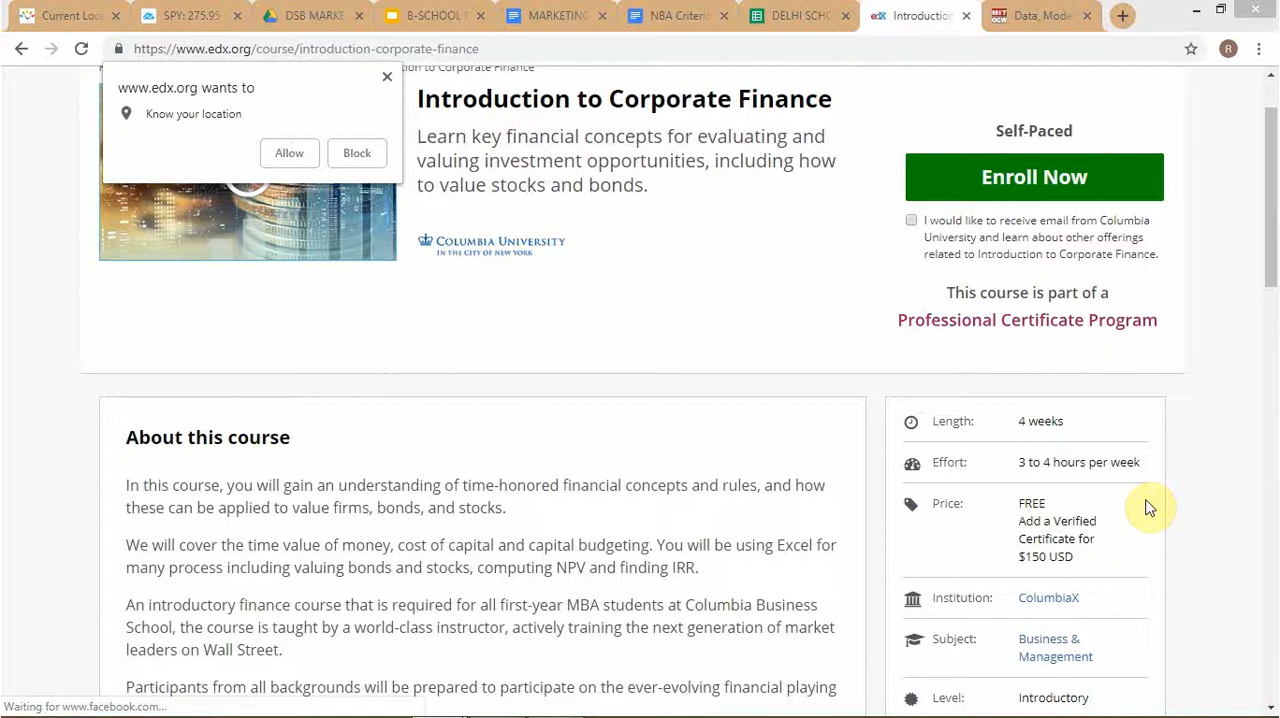 Current Loc
SPY: 275.95
DSB MARKE
B-SCHOOL
MARKETING
NBA Criterio
DELHI SCHO
edX
Introduction
MIT OCW
Data, Mode
https://www.edx.org/course/introduction-corporate-finance
R
ction to Corporate Finance
www.edx.org wants to
Know your location
Allow
Block
Introduction to Corporate Finance
Learn key financial concepts for evaluating and
valuing investment opportunities, including how
to value stocks and bonds.
COLUMBIA UNIVERSITY
IN THE CITY OF NEW YORK
Self-Paced
Enroll Now
I would like to receive email from Columbia
University and learn about other offerings
related to Introduction to Corporate Finance.
This course is part of a
Professional Certificate Program
About this course
In this course, you will gain an understanding of time-honored financial concepts and rules, and how
these can be applied to value firms, bonds, and stocks.
We will cover the time value of money, cost of capital and capital budgeting. You will be using Excel for
many process including valuing bonds and stocks, computing NPV and finding IRR.
An introductory finance course that is required for all first-year MBA students at Columbia Business
School, the course is taught by a world-class instructor, actively training the next generation of market
leaders on Wall Street.
Participants from all backgrounds will be prepared to participate on the ever-evolving financial playing
Length: 4 weeks
Effort: 3 to 4 hours per week
Price: FREE
Add a Verified
Certificate for
$150 USD
Institution: ColumbiaX
Subject: Business &
Management
Level: Introductory
Waiting for www.facebook.com...